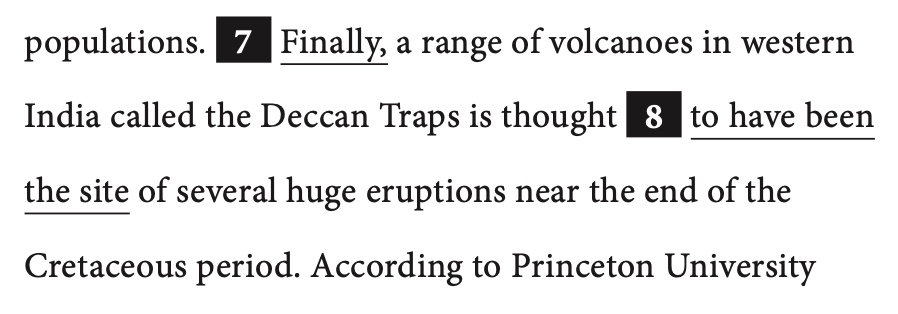 populations. 7 Finally, a range of volcanoes in western
India called the Deccan Traps is thought 8 to have been
the site of several huge eruptions near the end of the
Cretaceous period. According to Princeton University